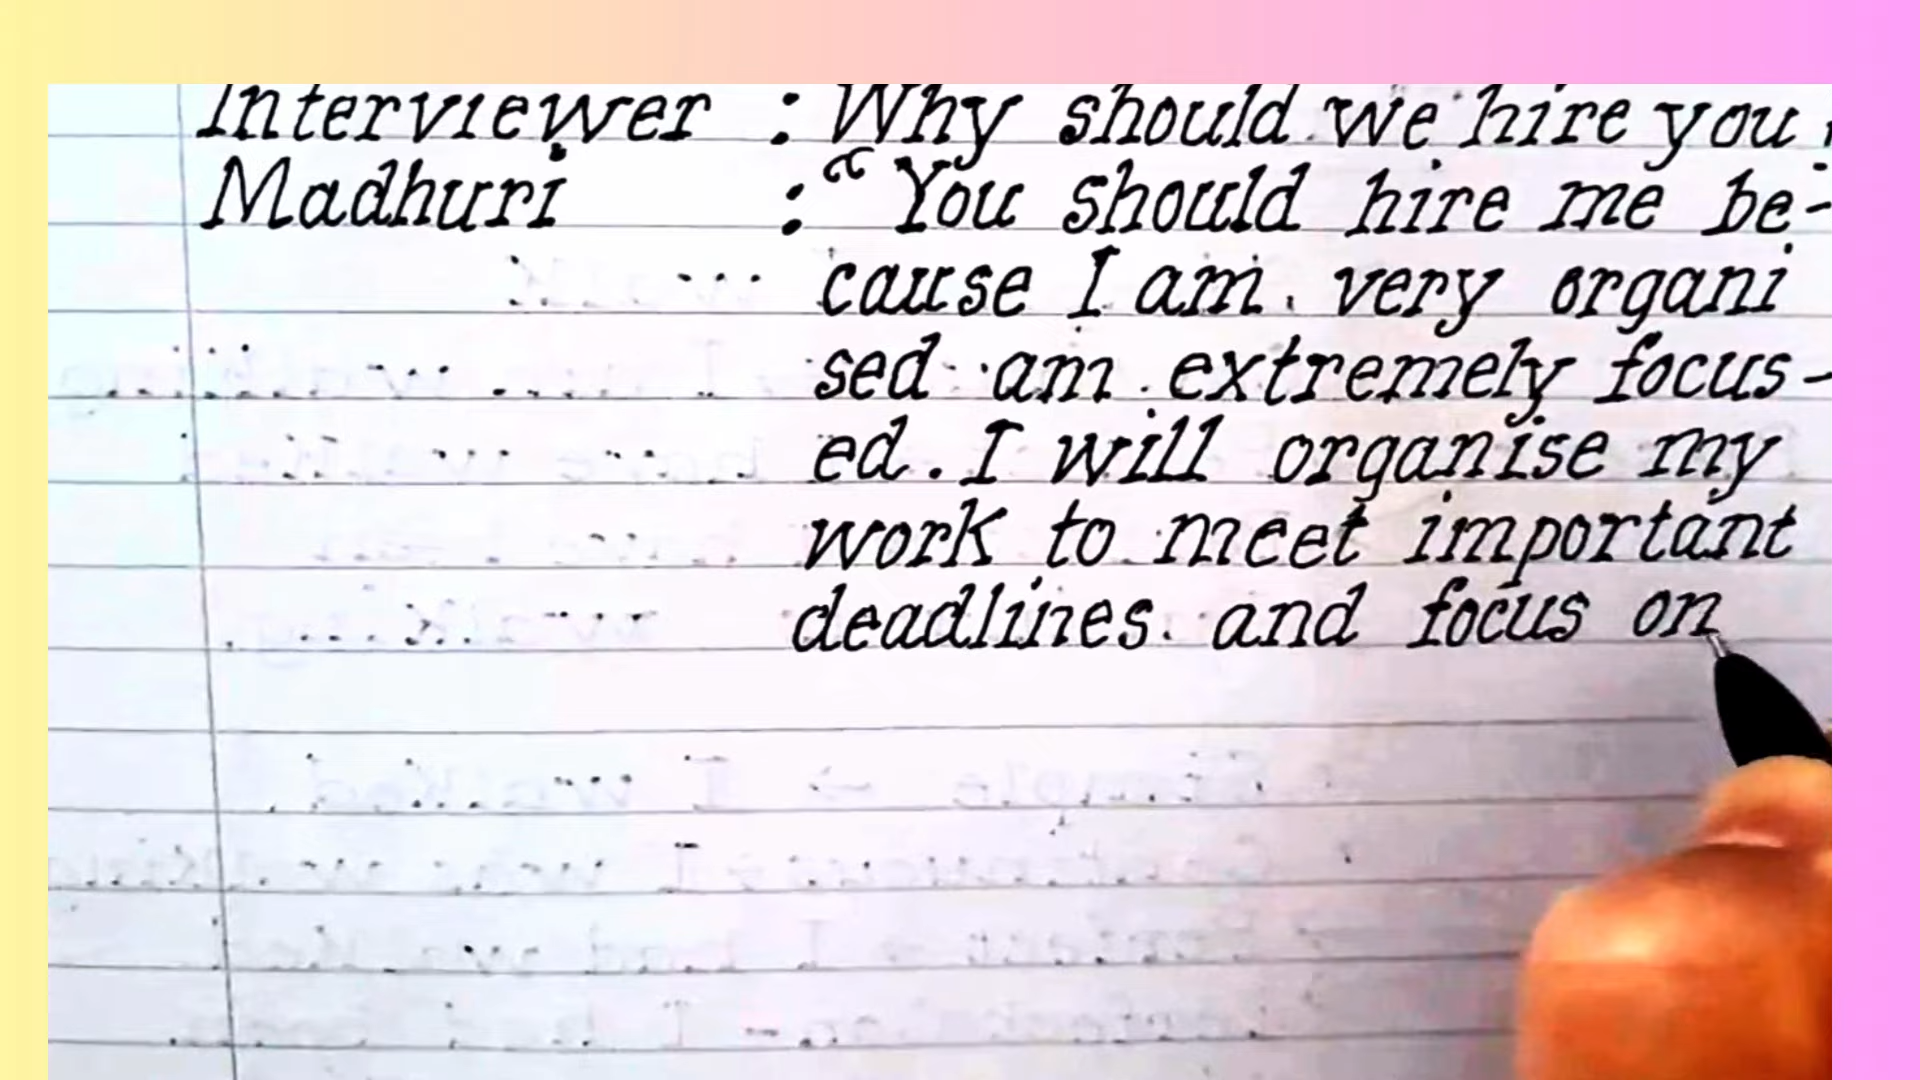 Interviewer : Why should we hire you
Madhuri : “ You should hire me be-
cause I am very organi
sed am extremely focus-
ed. I will organise my
work to meet important
deadlines. and focus on